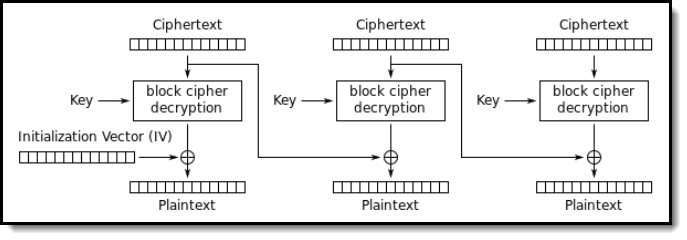 Ciphertext
Ciphertext
Ciphertext
Key
block cipher
decryption
Key
block cipher
decryption
Key
block cipher
decryption
Initialization Vector (IV)
Plaintext
Plaintext
Plaintext